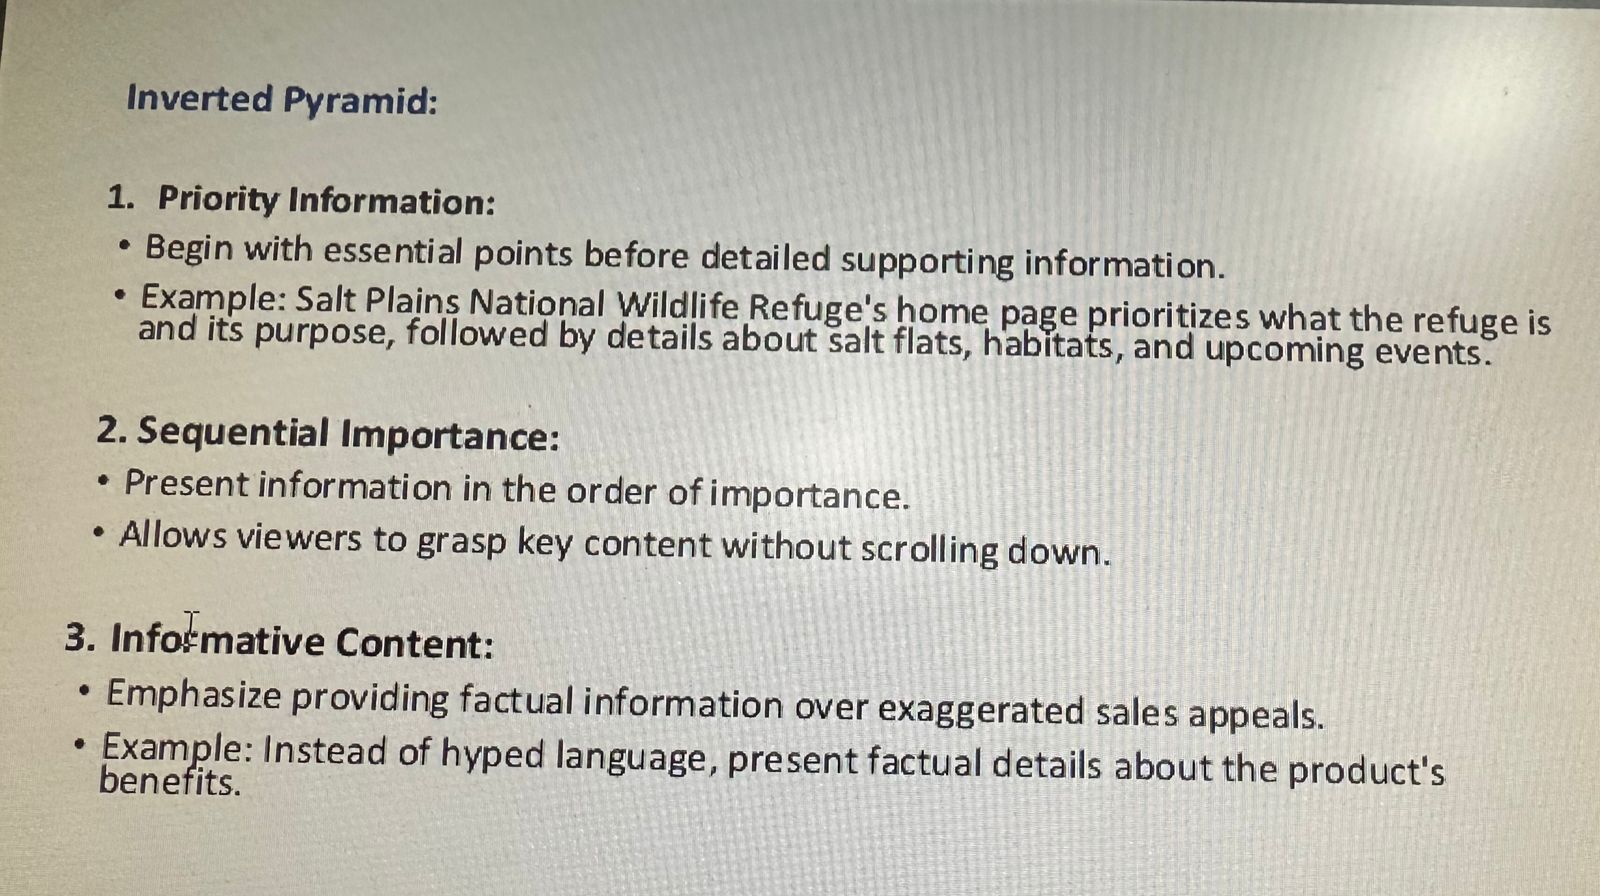 Inverted Pyramid:
1. Priority Information:
• Begin with essential points before detailed supporting information.
• Example: Salt Plains National Wildlife Refuge's home page prioritizes what the refuge is
and its purpose, followed by details about salt flats, habitats, and upcoming events.
2. Sequential Importance:
• Present information in the order of importance.
• Allows viewers to grasp key content without scrolling down.
3. Informative Content:
• Emphasize providing factual information over exaggerated sales appeals.
• Example: Instead of hyped language, present factual details about the product's
benefits.